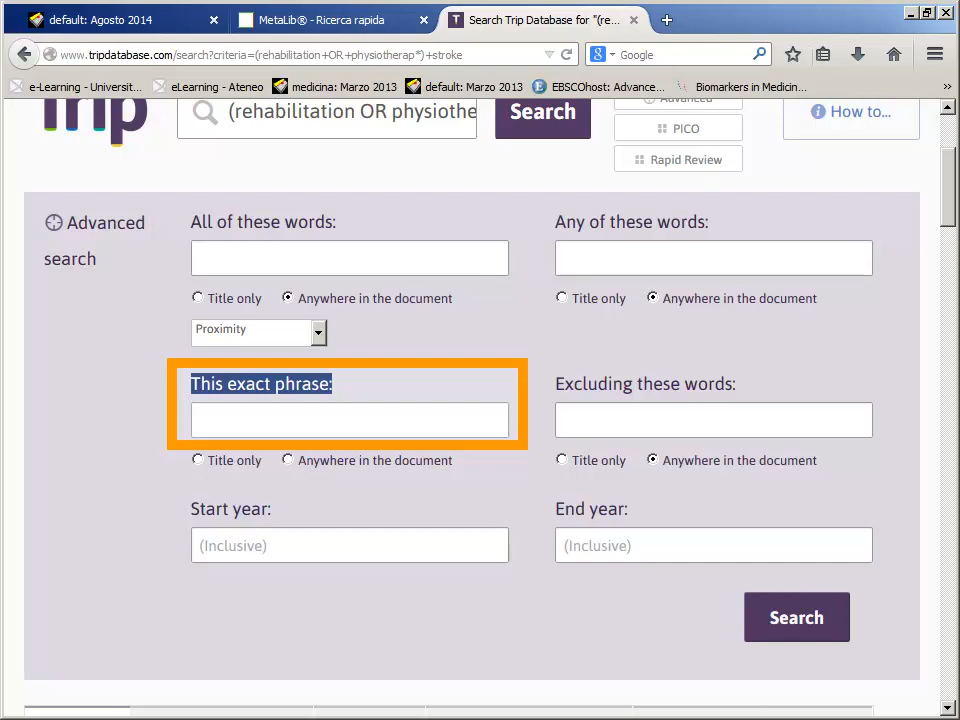 default: Agosto 2014
MetaLib® - Ricerca rapida
Search Trip Database for "(re...
www.tripdatabase.com/search?criteria=(rehabilitation+OR+physiotherap*)+stroke
Google
e-Learning - Universit...
eLearning - Ateneo
medicina: Marzo 2013
default: Marzo 2013
EBSCOhost: Advance...
Biomarkers in Medicin...
Trip
(rehabilitation OR physiothe
Search
Advanced
PICO
Rapid Review
How to...
Advanced
search
All of these words:
Any of these words:
Title only
Anywhere in the document
Title only
Anywhere in the document
Proximity
This exact phrase:
Excluding these words:
Title only
Anywhere in the document
Title only
Anywhere in the document
Start year:
End year:
(Inclusive)
(Inclusive)
Search